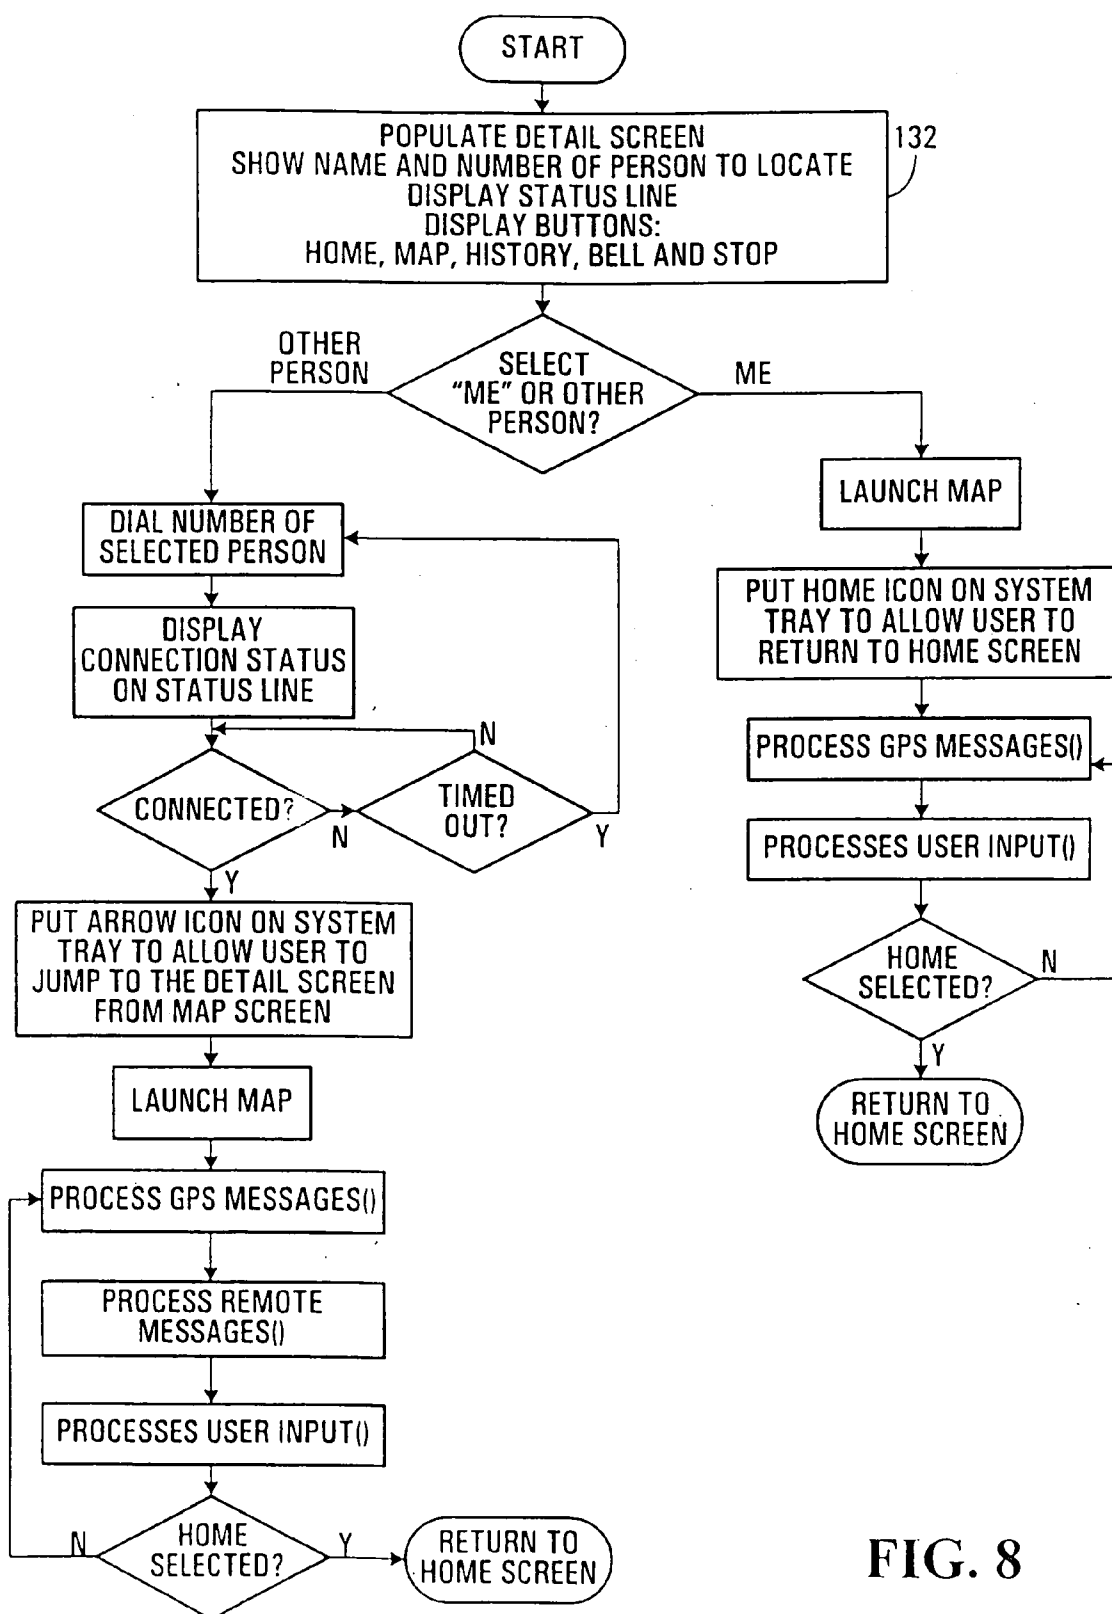 START
POPULATE DETAIL SCREEN
SHOW NAME AND NUMBER OF PERSON TO LOCATE
DISPLAY STATUS LINE
DISPLAY BUTTONS:
HOME, MAP, HISTORY, BELL AND STOP
132
SELECT
"ME" OR OTHER
PERSON?
OTHER
PERSON
ME
DIAL NUMBER OF
SELECTED PERSON
DISPLAY
CONNECTION STATUS
ON STATUS LINE
CONNECTED?
N
TIMED
OUT?
N
Y
Y
PUT ARROW ICON ON SYSTEM
TRAY TO ALLOW USER TO
JUMP TO THE DETAIL SCREEN
FROM MAP SCREEN
LAUNCH MAP
PROCESS GPS MESSAGES()
PROCESS REMOTE
MESSAGES()
PROCESSES USER INPUT()
HOME
SELECTED?
N
Y
RETURN TO
HOME SCREEN
LAUNCH MAP
PUT HOME ICON ON SYSTEM
TRAY TO ALLOW USER TO
RETURN TO HOME SCREEN
PROCESS GPS MESSAGES()
PROCESSES USER INPUT()
HOME
SELECTED?
N
Y
RETURN TO
HOME SCREEN
FIG. 8